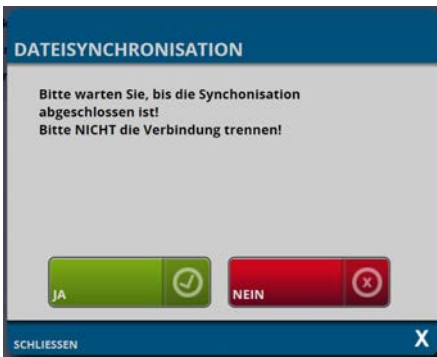 DATEISYNCHRONISATION
Bitte warten Sie, bis die Synchonisation
abgeschlossen ist!
Bitte NICHT die Verbindung trennen!
JA
NEIN
SCHLIESSEN X